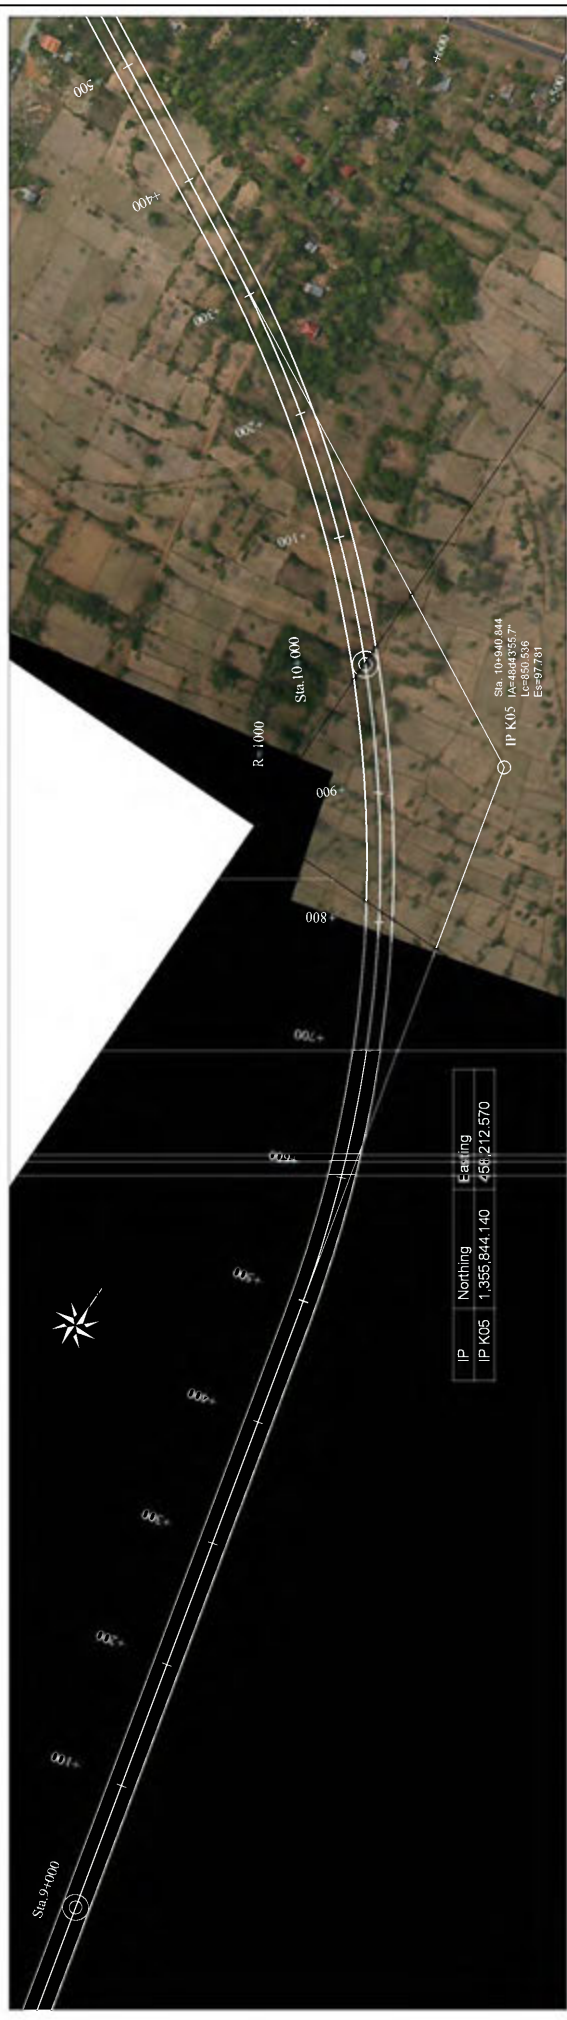 +600
+500
500
+400
+300
+200
+100
Sta.10+000
R=1000
Sta. 10+940.844
IA=48d43'55.7"
Lc=850.536
Es=97.781
IP K05
+900
+800
+700
+600
+500
+400
+300
+200
+100
Sta.9+000
IP Northing Easting
IP K05 1,355,844.140 458,212.570